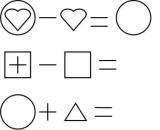 − =
− =
+ =